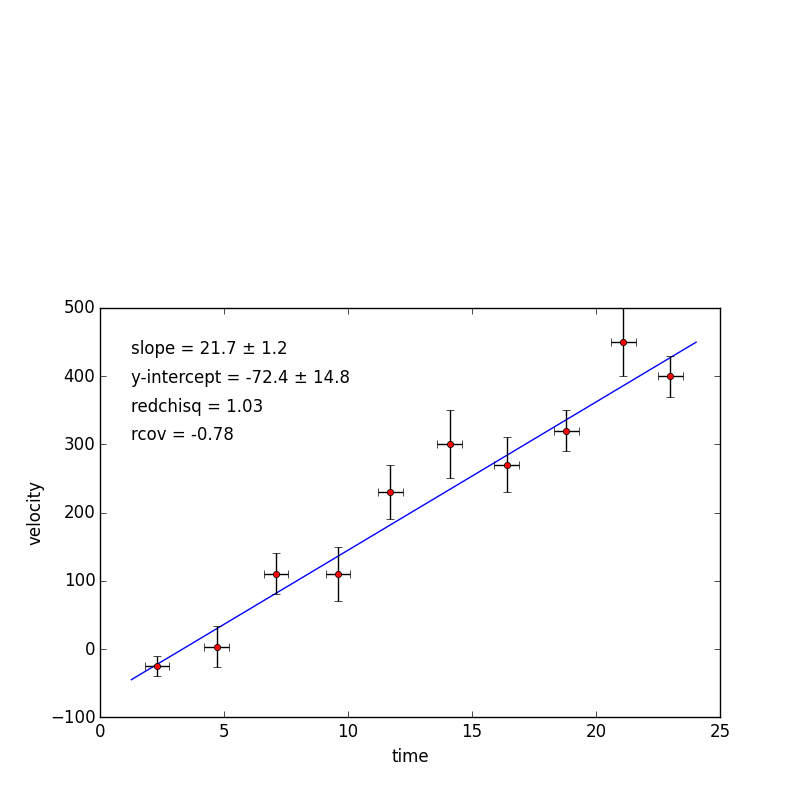 500
400
300
200
100
0
−100
slope = 21.7 ± 1.2
y-intercept = -72.4 ± 14.8
redchisq = 1.03
rcov = -0.78
velocity
0 5 10 15 20 25
time